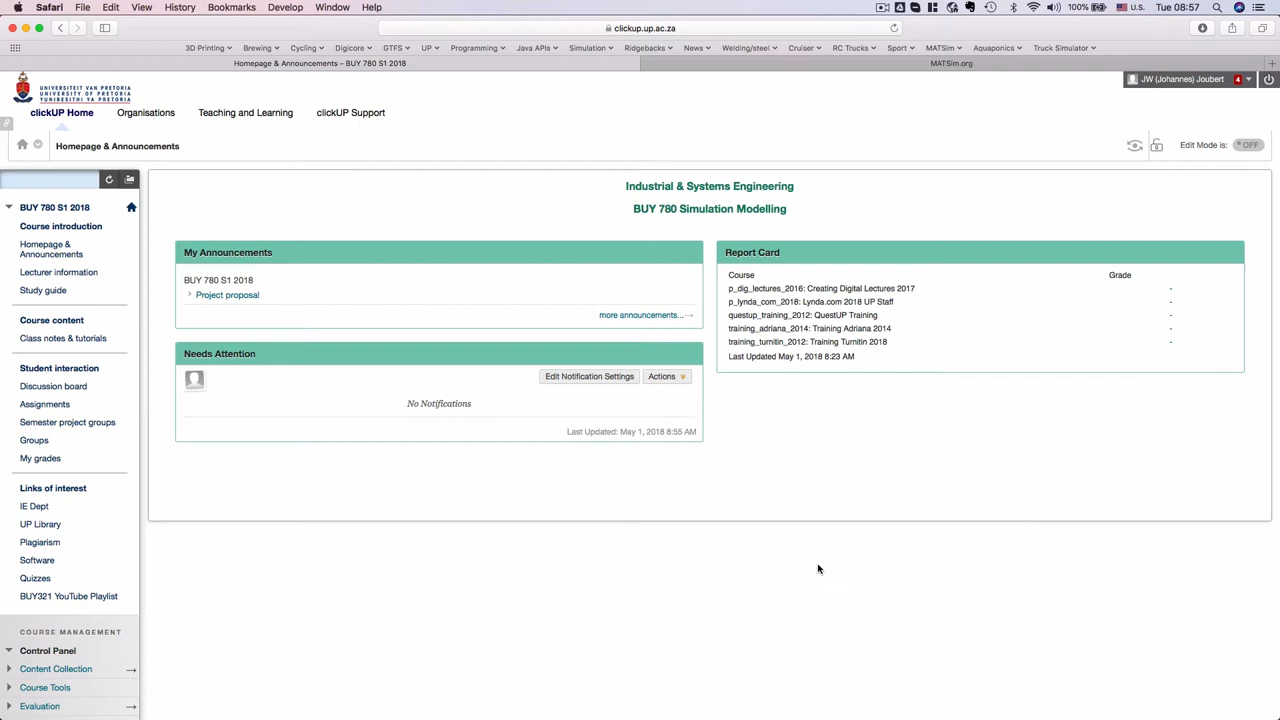 Safari File Edit View History Bookmarks Develop Window Help
100% U.S. Tue 08:57
clickup.up.ac.za
3D Printing Brewing Cycling Digicore GTFS UP Programming Java APIs Simulation Ridgebacks News Welding/steel Cruiser RC Trucks Sport MATSim Aquaponics Truck Simulator
Homepage & Announcements – BUY 780 S1 2018
MATSim.org
UNIVERSITEIT VAN PRETORIA
UNIVERSITY OF PRETORIA
YUNIBESITHI YA PRETORIA
JW (Johannes) Joubert 4
clickUP Home Organisations Teaching and Learning clickUP Support
Homepage & Announcements
Edit Mode is: OFF
BUY 780 S1 2018
Course introduction
Homepage &
Announcements
Lecturer information
Study guide
Course content
Class notes & tutorials
Student interaction
Discussion board
Assignments
Semester project groups
Groups
My grades
Links of interest
IE Dept
UP Library
Plagiarism
Software
Quizzes
BUY321 YouTube Playlist
COURSE MANAGEMENT
Control Panel
Content Collection
Course Tools
Evaluation
Industrial & Systems Engineering
BUY 780 Simulation Modelling
My Announcements
BUY 780 S1 2018
Project proposal
more announcements...
Needs Attention
Edit Notification Settings Actions
No Notifications
Last Updated: May 1, 2018 8:55 AM
Report Card
Course Grade
p_dig_lectures_2016: Creating Digital Lectures 2017 -
p_lynda_com_2018: Lynda.com 2018 UP Staff -
questup_training_2012: QuestUP Training -
training_adriana_2014: Training Adriana 2014 -
training_turnitin_2012: Training Turnitin 2018 -
Last Updated May 1, 2018 8:23 AM